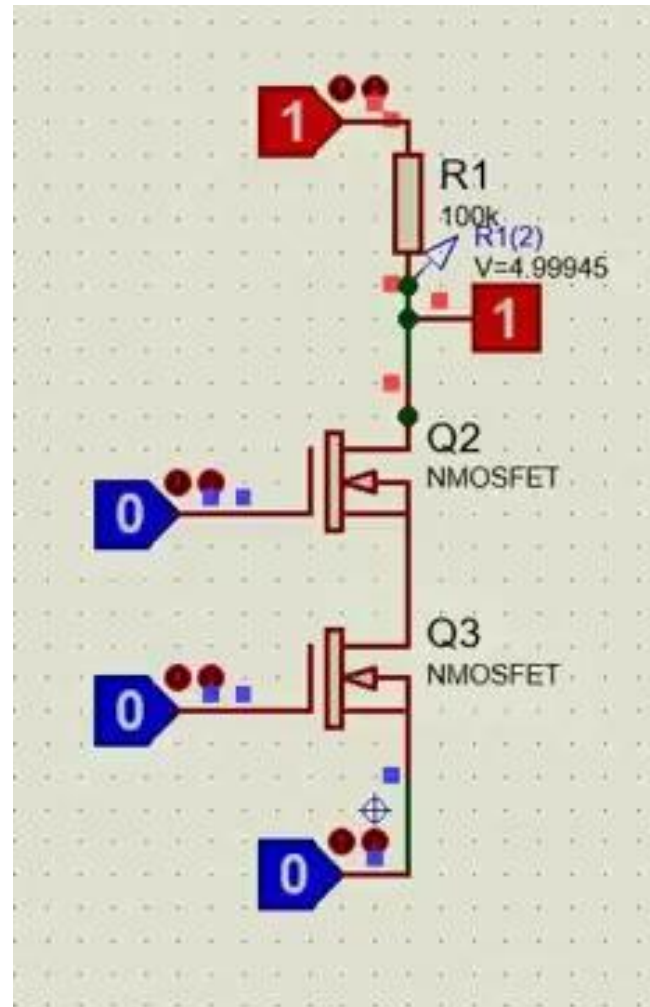 1
R1
100k
R1(2)
V=4.99945
1
Q2
NMOSFET
0
Q3
NMOSFET
0
0